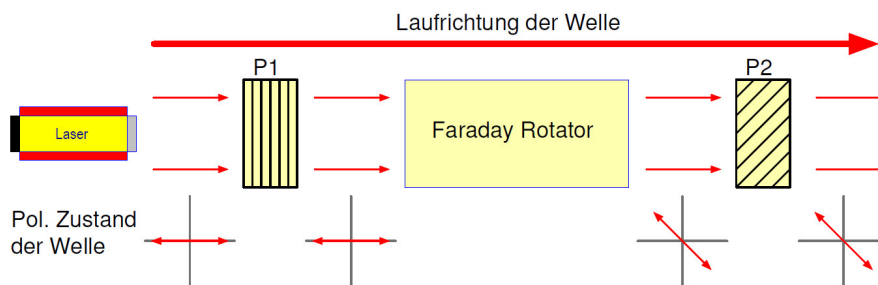 Laufrichtung der Welle
P1
P2
Laser
Faraday Rotator
Pol. Zustand
der Welle